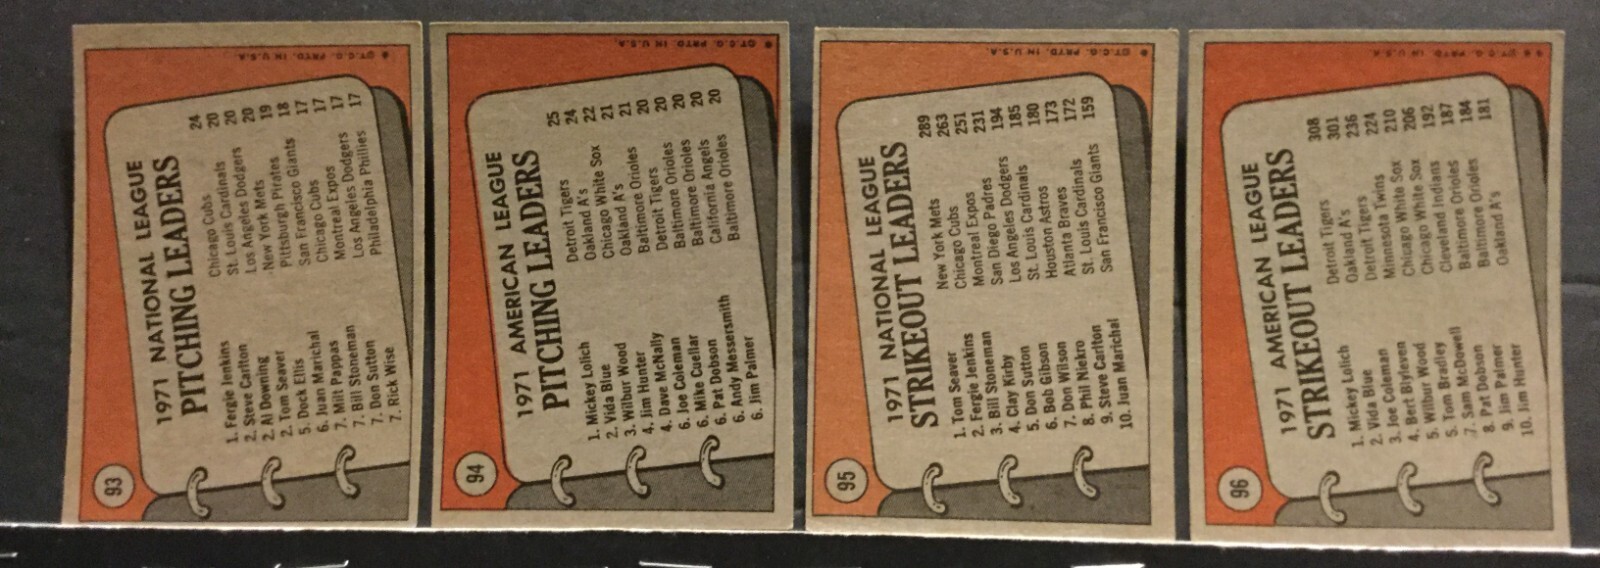 93
1971 NATIONAL LEAGUE
PITCHING LEADERS
1. Fergie Jenkins Chicago Cubs 24
2. Steve Carlton St. Louis Cardinals 20
2. Al Downing Los Angeles Dodgers 20
2. Tom Seaver New York Mets 20
5. Dock Ellis Pittsburgh Pirates 19
6. Juan Marichal San Francisco Giants 18
7. Milt Pappas Chicago Cubs 17
7. Bill Stoneman Montreal Expos 17
7. Don Sutton Los Angeles Dodgers 17
7. Rick Wise Philadelphia Phillies 17
©T.C.G. PRTD. IN U.S.A.
94
1971 AMERICAN LEAGUE
PITCHING LEADERS
1. Mickey Lolich Detroit Tigers 25
2. Vida Blue Oakland A's 24
3. Wilbur Wood Chicago White Sox 22
4. Jim Hunter Oakland A's 21
4. Dave McNally Baltimore Orioles 21
6. Joe Coleman Detroit Tigers 20
6. Mike Cuellar Baltimore Orioles 20
6. Pat Dobson Baltimore Orioles 20
6. Andy Messersmith California Angels 20
6. Jim Palmer Baltimore Orioles 20
©T.C.G. PRTD. IN U.S.A.
95
1971 NATIONAL LEAGUE
STRIKEOUT LEADERS
1. Tom Seaver New York Mets 289
2. Fergie Jenkins Chicago Cubs 263
3. Bill Stoneman Montreal Expos 251
4. Clay Kirby San Diego Padres 231
5. Don Sutton Los Angeles Dodgers 194
6. Bob Gibson St. Louis Cardinals 185
7. Don Wilson Houston Astros 180
8. Phil Niekro Atlanta Braves 173
9. Steve Carlton St. Louis Cardinals 172
10. Juan Marichal San Francisco Giants 159
©T.C.G. PRTD. IN U.S.A.
96
1971 AMERICAN LEAGUE
STRIKEOUT LEADERS
1. Mickey Lolich Detroit Tigers 308
2. Vida Blue Oakland A's 301
3. Joe Coleman Detroit Tigers 236
4. Bert Blyleven Minnesota Twins 224
5. Wilbur Wood Chicago White Sox 210
5. Tom Bradley Chicago White Sox 206
7. Sam McDowell Cleveland Indians 192
8. Pat Dobson Baltimore Orioles 187
9. Jim Palmer Baltimore Orioles 184
10. Jim Hunter Oakland A's 181
©T.C.G. PRTD. IN U.S.A.